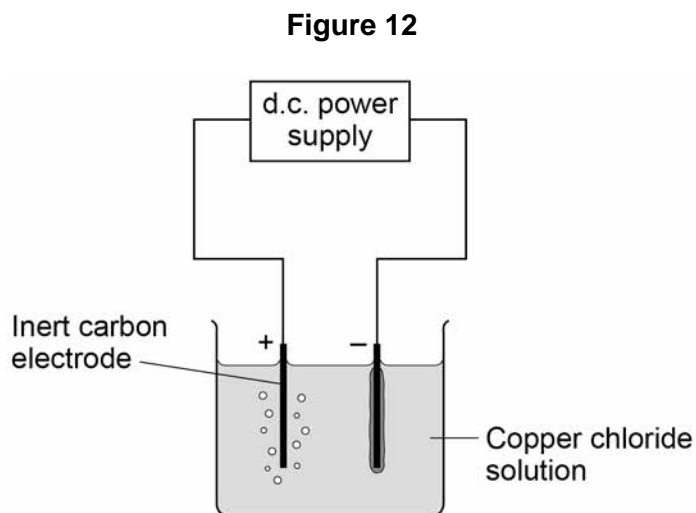 Figure 12
d.c. power
supply
Inert carbon
electrode
+
–
Copper chloride
solution